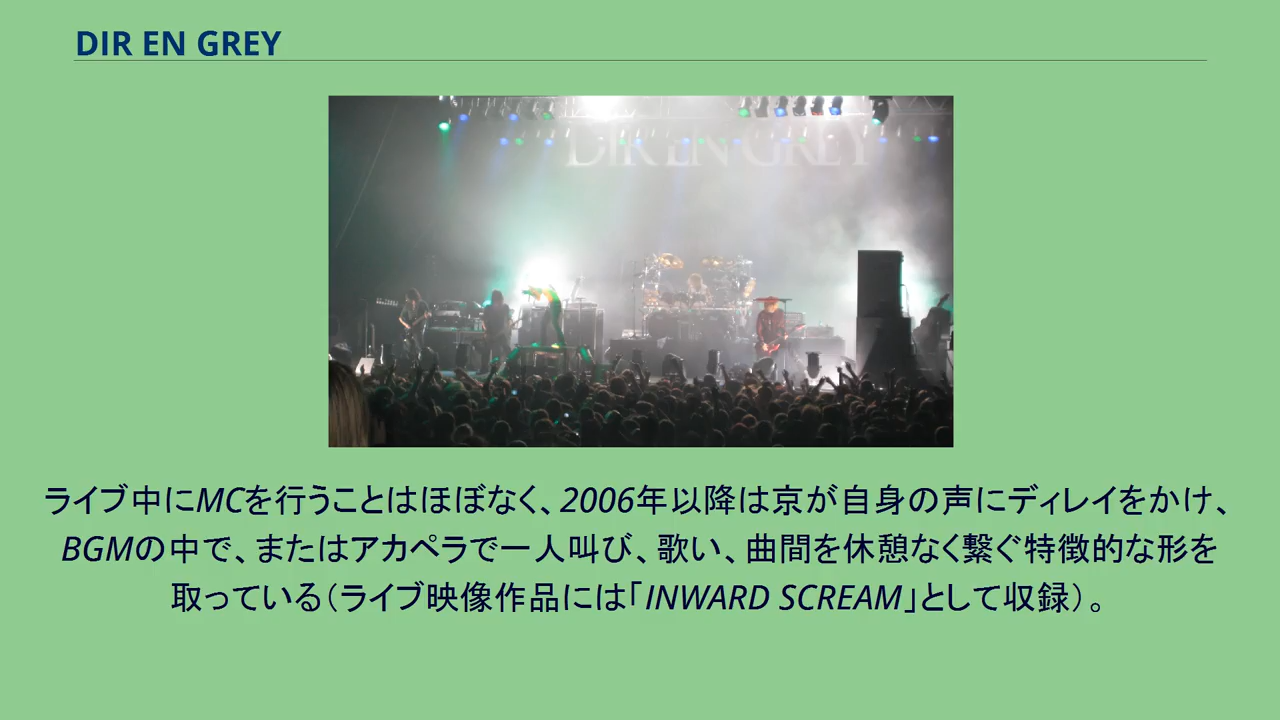 DIR EN GREY
DIR EN GREY
ライブ中にMCを行うことはほぼなく、2006年以降は京が自身の声にディレイをかけ、
BGMの中で、またはアカペラで一人叫び、歌い、曲間を休憩なく繋ぐ特徴的な形を
取っている（ライブ映像作品には「INWARD SCREAM」として収録）。